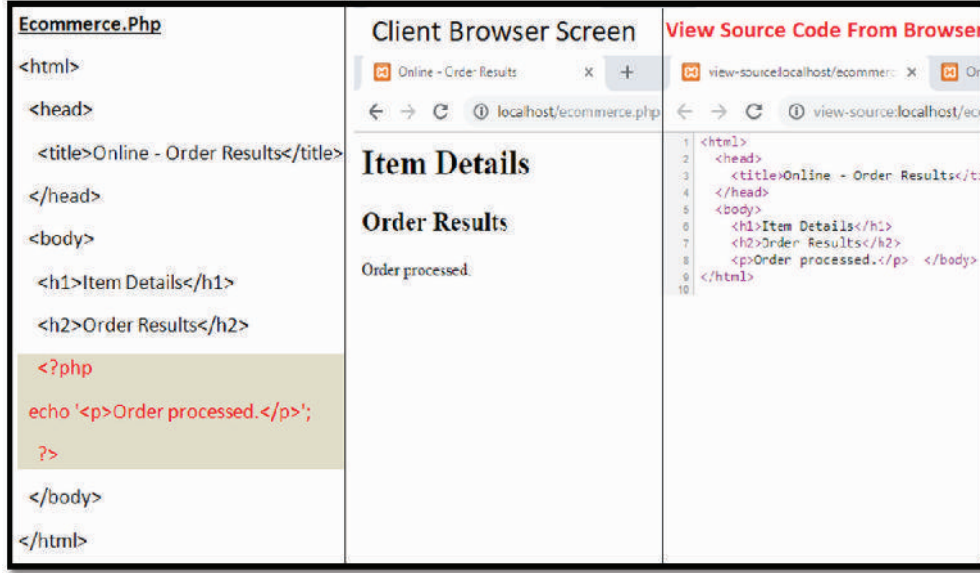 Ecommerce.Php
<html>
<head>
<title>Online - Order Results</title>
</head>
<body>
<h1>Item Details</h1>
<h2>Order Results</h2>
<?php
echo '<p>Order processed.</p>';
?>
</body>
</html>
Client Browser Screen
Online - Order Results
localhost/ecommerce.php
Item Details
Order Results
Order processed.
View Source Code From Browser
view-source:localhost/ecommerc
view-source:localhost/ec
1 <html>
2 <head>
3 <title>Online - Order Results</t
4 </head>
5 <body>
6 <h1>Item Details</h1>
7 <h2>Order Results</h2>
8 <p>Order processed.</p> </body>
9 </html>
10